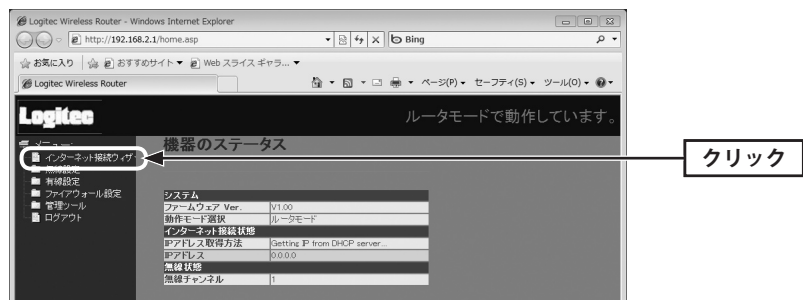 Logitec Wireless Router - Windows Internet Explorer
http://192.168.2.1/home.asp
Bing
お気に入り
おすすめサイト ▼
Web スライス ギャラ... ▼
Logitec Wireless Router
ページ(P) ▼ セーフティ(S) ▼ ツール(O) ▼
Logitec
ルータモードで動作しています。
メニュー
機器のステータス
インターネット接続ウィザ
クリック
無線設定
有線設定
ファイアウォール設定
管理ツール
ログアウト
システム
ファームウェア Ver. V1.00
動作モード選択 ルータモード
インターネット接続状態
IPアドレス取得方法 Getting IP from DHCP server...
IPアドレス 0.0.0.0
無線状態
無線チャンネル 1